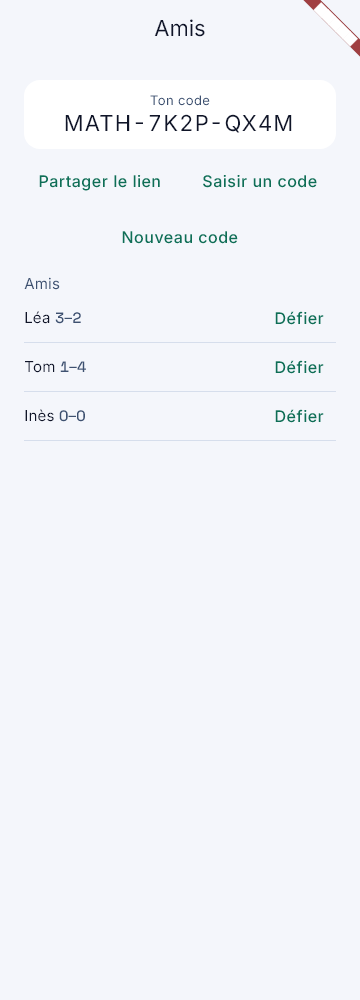 Amis
Ton code
MATH-7K2P-QX4M
Partager le lien
Saisir un code
Nouveau code
Amis
Léa 3–2
Défier
Tom 1–4
Défier
Inès 0–0
Défier